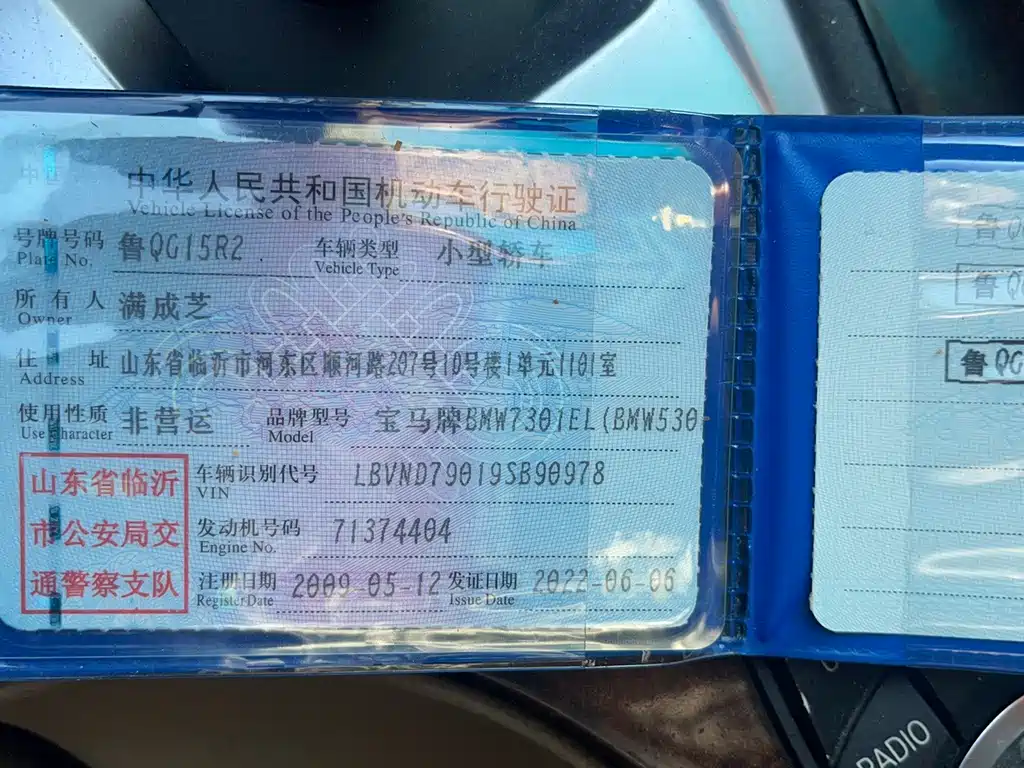 中华人民共和国机动车行驶证
Vehicle License of the People's Republic of China
号牌号码 鲁QG15R2 车辆类型 小型轿车
Plate No. Vehicle Type
所有人 满成芝
Owner
住址 山东省临沂市河东区顺河路207号10号楼1单元1101室
Address
使用性质 非营运 品牌型号 宝马牌BMW7301EL(BMW530
Use Character Model
山东省临沂
市公安局交
通警察支队
车辆识别代号 LBVND79019SB90978
VIN
发动机号码 71374404
Engine No.
注册日期 2009-05-12 发证日期 2022-06-06
Register Date Issue Date
鲁Q
鲁Q
鲁QG
RADIO